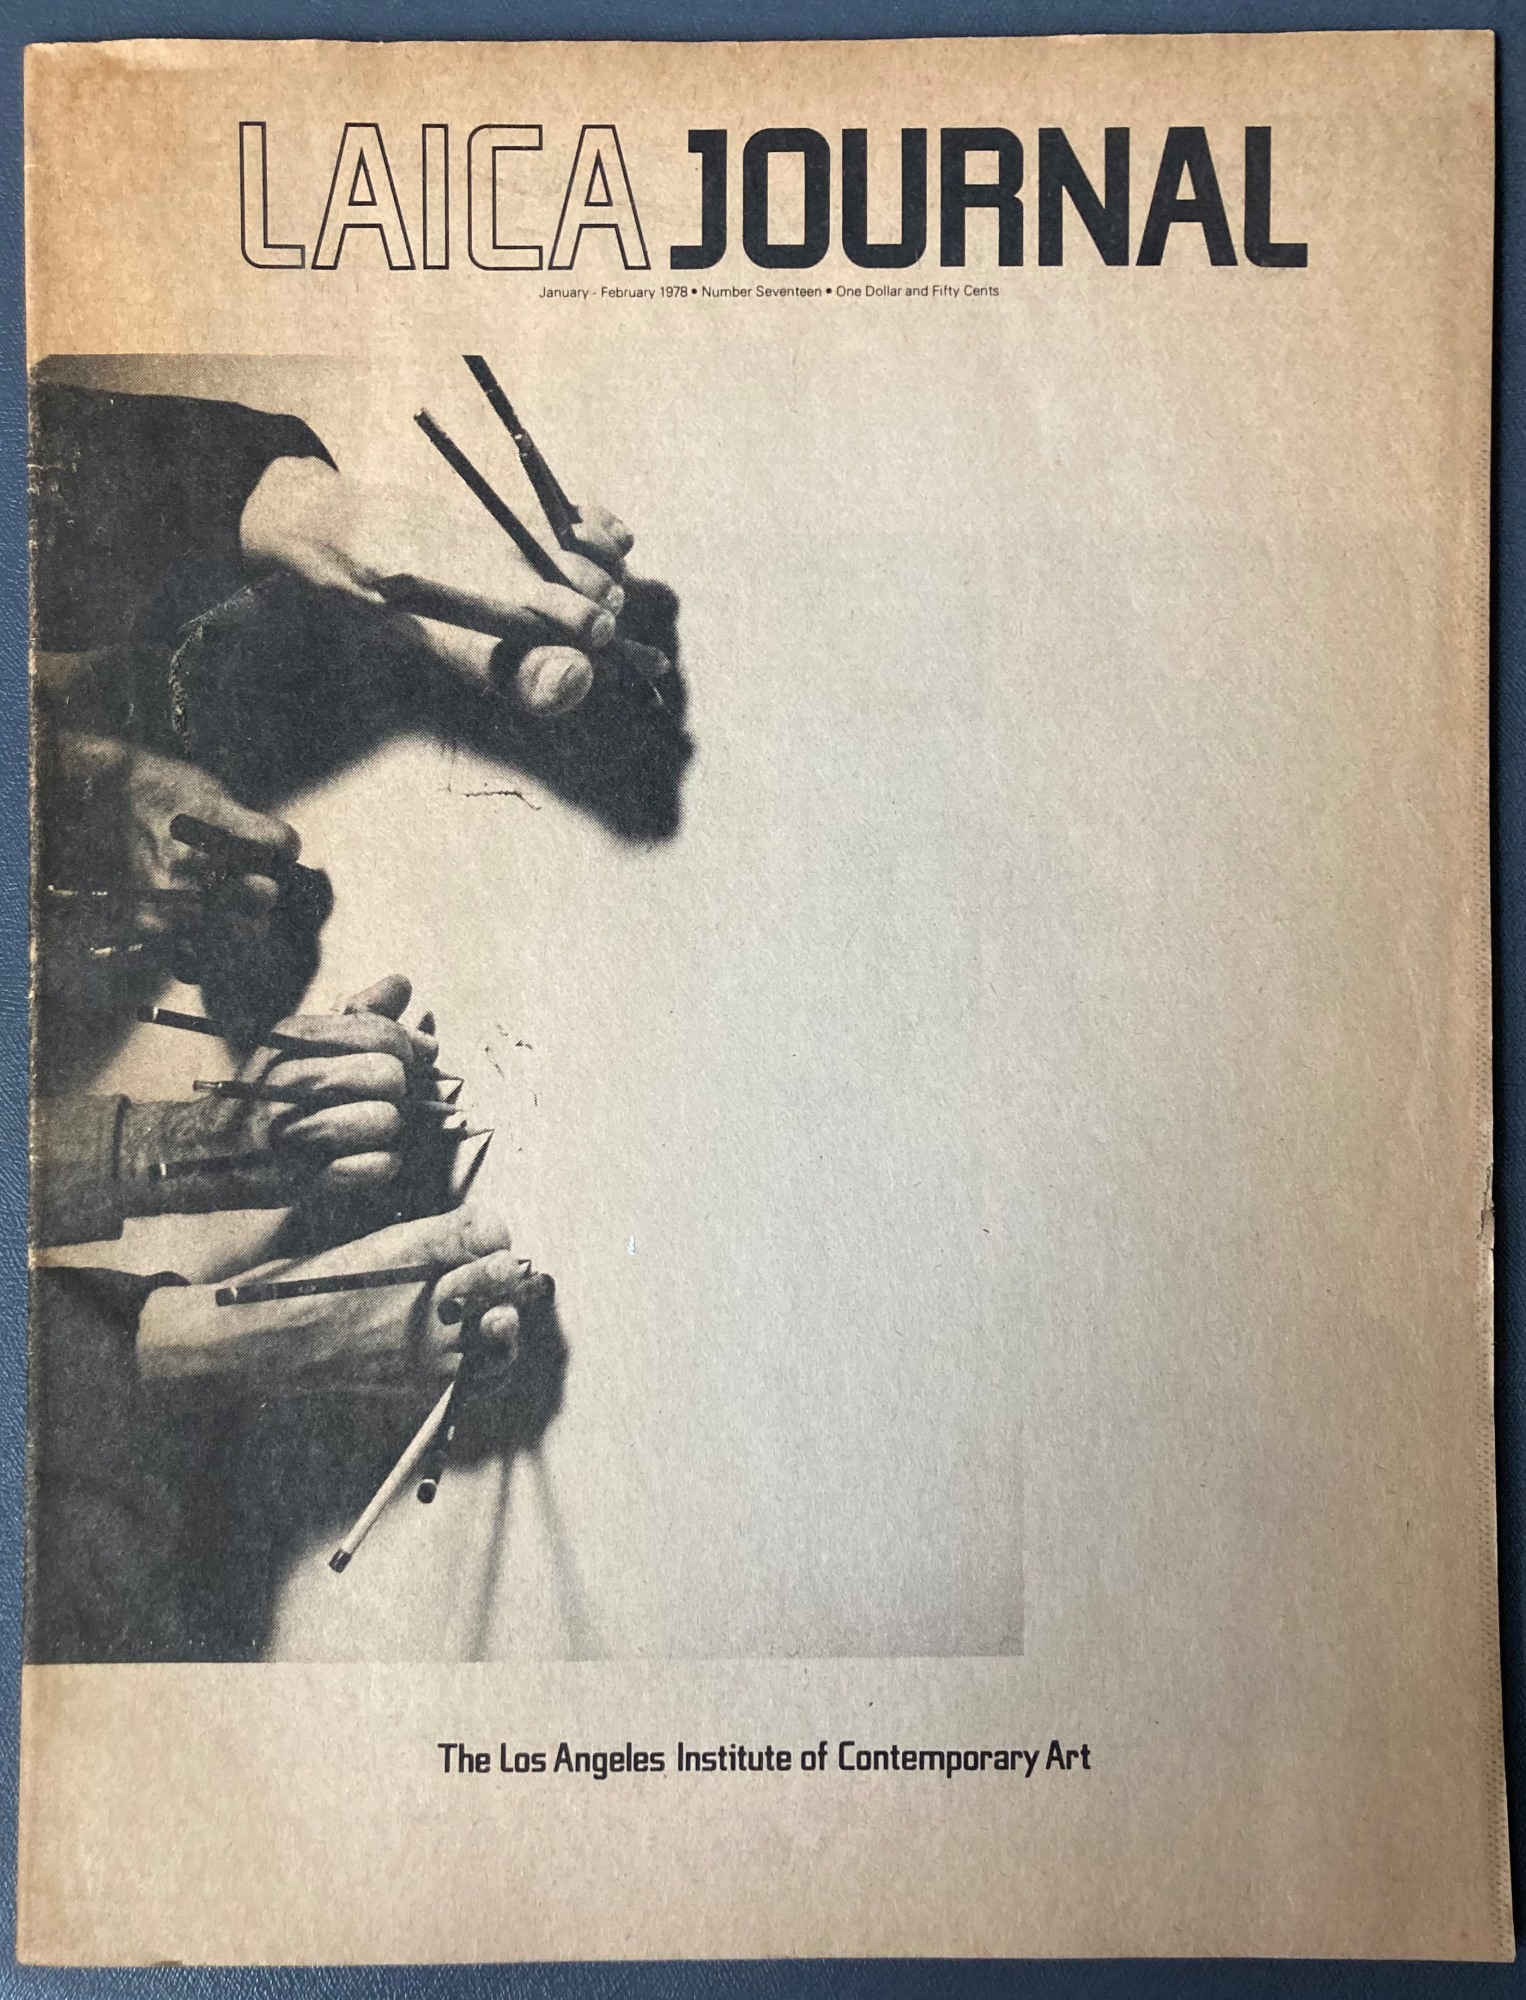 LAICA JOURNAL
January - February 1978 • Number Seventeen • One Dollar and Fifty Cents
The Los Angeles Institute of Contemporary Art